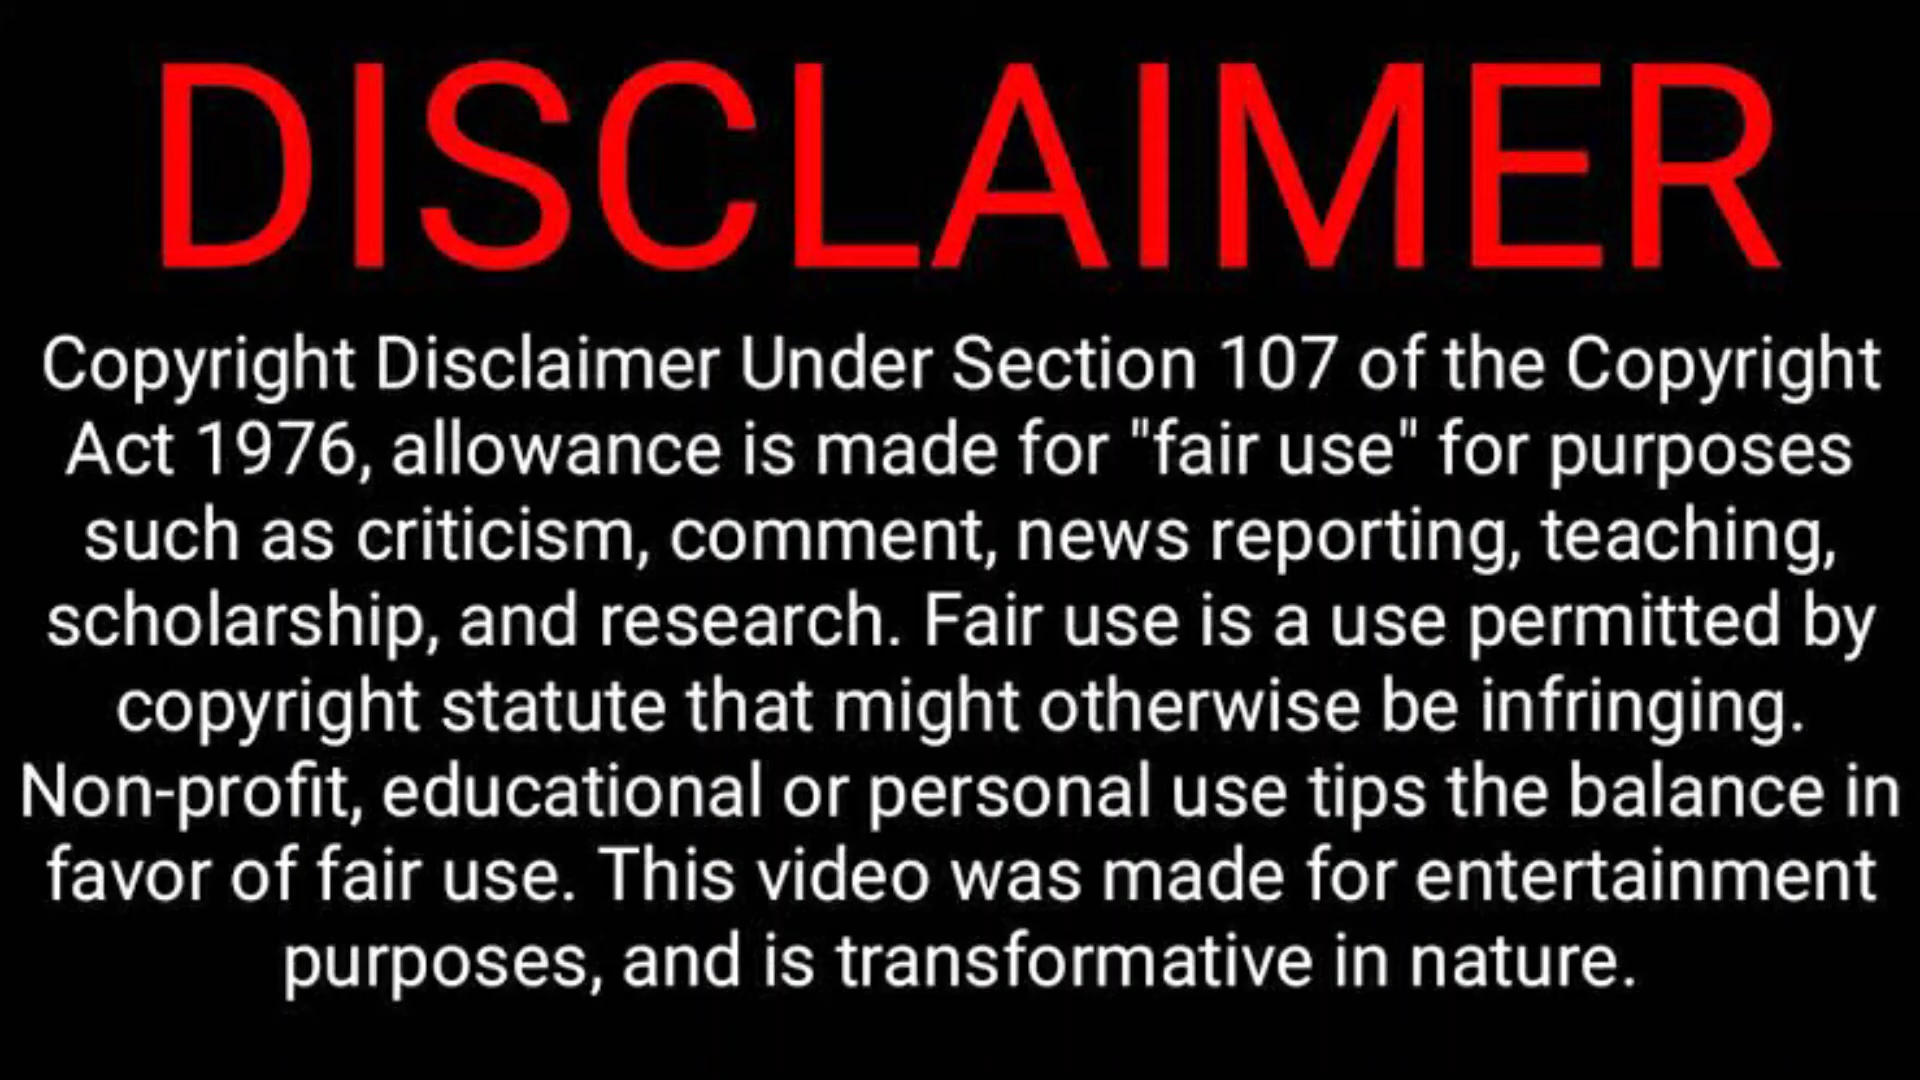 DISCLAIMER
Copyright Disclaimer Under Section 107 of the Copyright
Act 1976, allowance is made for "fair use" for purposes
such as criticism, comment, news reporting, teaching,
scholarship, and research. Fair use is a use permitted by
copyright statute that might otherwise be infringing.
Non-profit, educational or personal use tips the balance in
favor of fair use. This video was made for entertainment
purposes, and is transformative in nature.